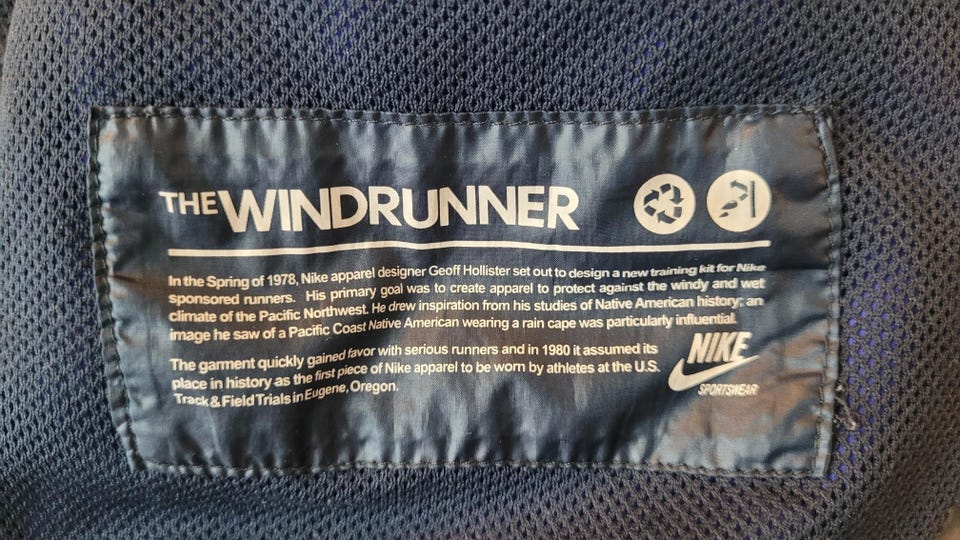 THE WINDRUNNER
In the Spring of 1978, Nike apparel designer Geoff Hollister set out to design a new training kit for Nike
sponsored runners. His primary goal was to create apparel to protect against the windy and wet
climate of the Pacific Northwest. He drew inspiration from his studies of Native American history: an
image he saw of a Pacific Coast Native American wearing a rain cape was particularly influential.
The garment quickly gained favor with serious runners and in 1980 it assumed its
place in history as the first piece of Nike apparel to be worn by athletes at the U.S.
Track & Field Trials in Eugene, Oregon.
NIKE
SPORTSWEAR